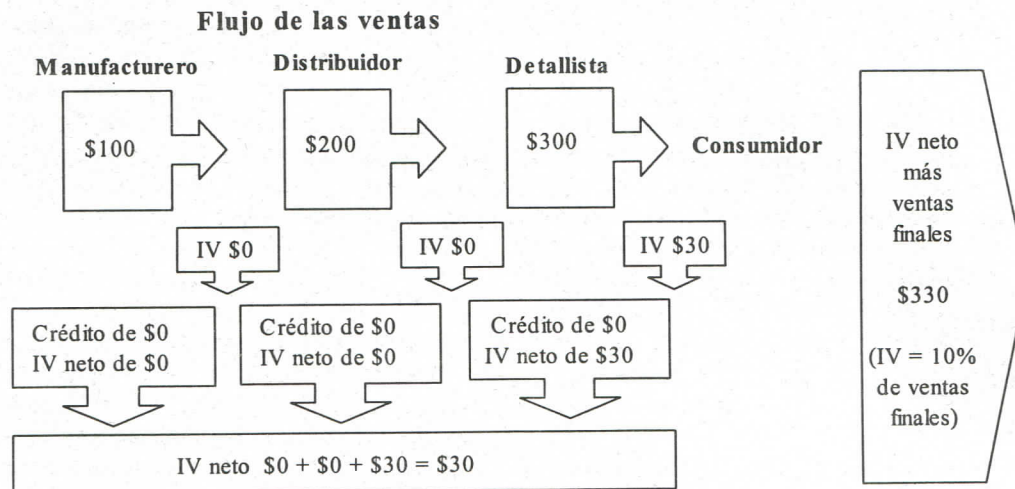 Flujo de las ventas
Manufacturero
Distribuidor
Detallista
$100
$200
$300
Consumidor
IV $0
IV $0
IV $30
Crédito de $0
IV neto de $0
Crédito de $0
IV neto de $0
Crédito de $0
IV neto de $30
IV neto $0 + $0 + $30 = $30
IV neto
más
ventas
finales
$330
(IV = 10%
de ventas
finales)